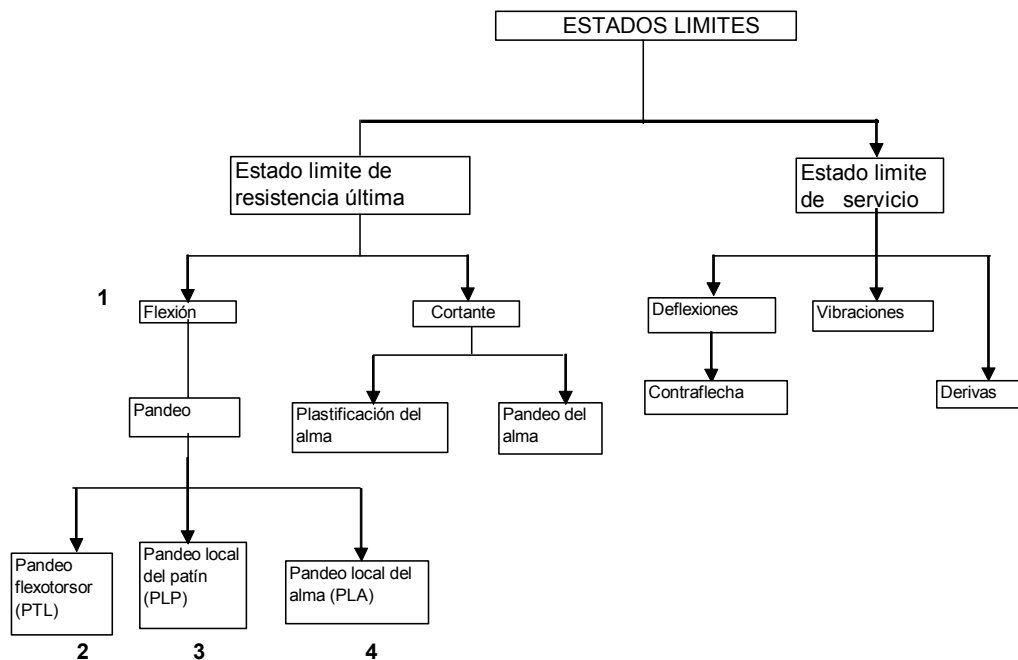 ESTADOS LIMITES
Estado limite de
resistencia última
Estado limite
de servicio
1
Flexión
Cortante
Deflexiones
Vibraciones
Pandeo
Plastificación del
alma
Pandeo del
alma
Contraflecha
Derivas
Pandeo
flexotorsor
(PTL)
Pandeo local
del patín
(PLP)
Pandeo local del
alma (PLA)
2
3
4